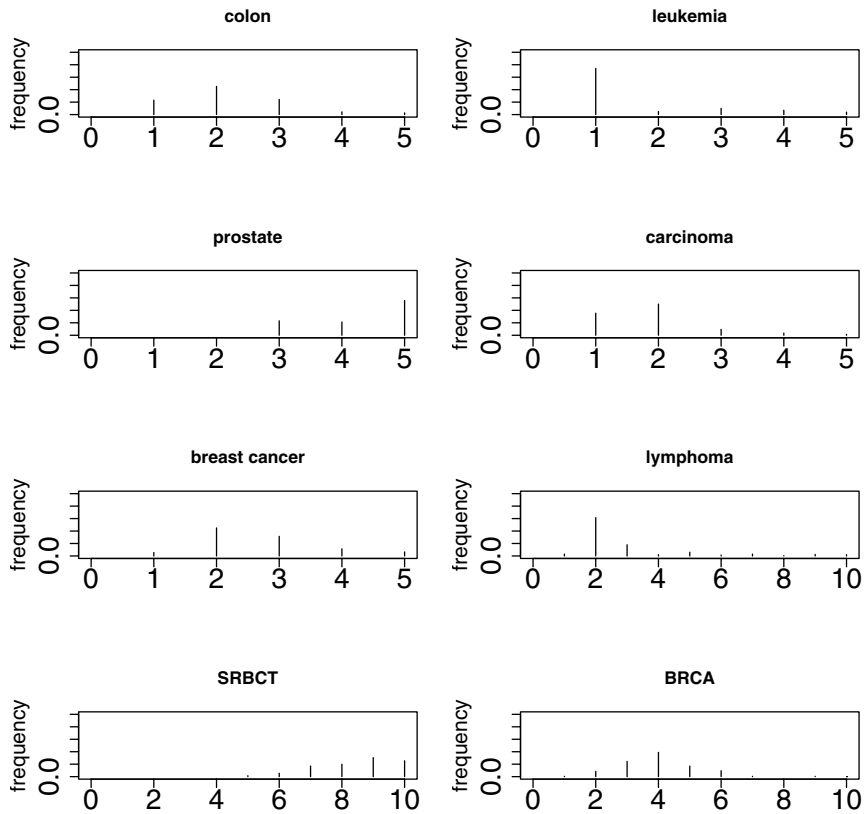 colon
frequency
0.0
0 1 2 3 4 5
leukemia
frequency
0.0
0 1 2 3 4 5
prostate
frequency
0.0
0 1 2 3 4 5
carcinoma
frequency
0.0
0 1 2 3 4 5
breast cancer
frequency
0.0
0 1 2 3 4 5
lymphoma
frequency
0.0
0 2 4 6 8 10
SRBCT
frequency
0.0
0 2 4 6 8 10
BRCA
frequency
0.0
0 2 4 6 8 10